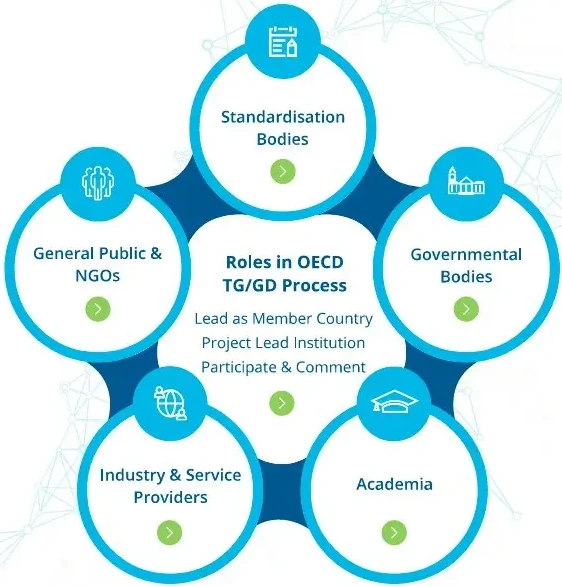 Standardisation
Bodies
General Public &
NGOs
Governmental
Bodies
Roles in OECD
TG/GD Process
Lead as Member Country
Project Lead Institution
Participate & Comment
Industry & Service
Providers
Academia